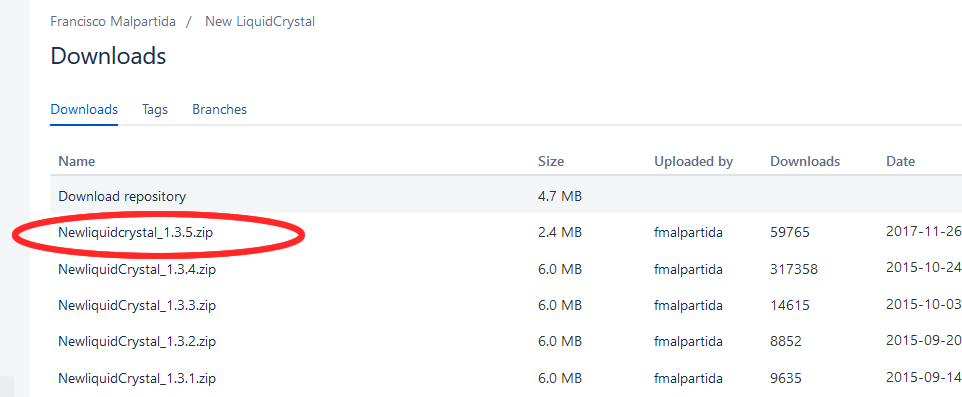 Francisco Malpartida / New LiquidCrystal
Downloads
Downloads Tags Branches
Name Size Uploaded by Downloads Date
Download repository 4.7 MB
Newliquidcrystal_1.3.5.zip 2.4 MB fmalpartida 59765 2017-11-26
NewliquidCrystal_1.3.4.zip 6.0 MB fmalpartida 317358 2015-10-24
NewliquidCrystal_1.3.3.zip 6.0 MB fmalpartida 14615 2015-10-03
NewliquidCrystal_1.3.2.zip 6.0 MB fmalpartida 8852 2015-09-20
NewliquidCrystal_1.3.1.zip 6.0 MB fmalpartida 9635 2015-09-14